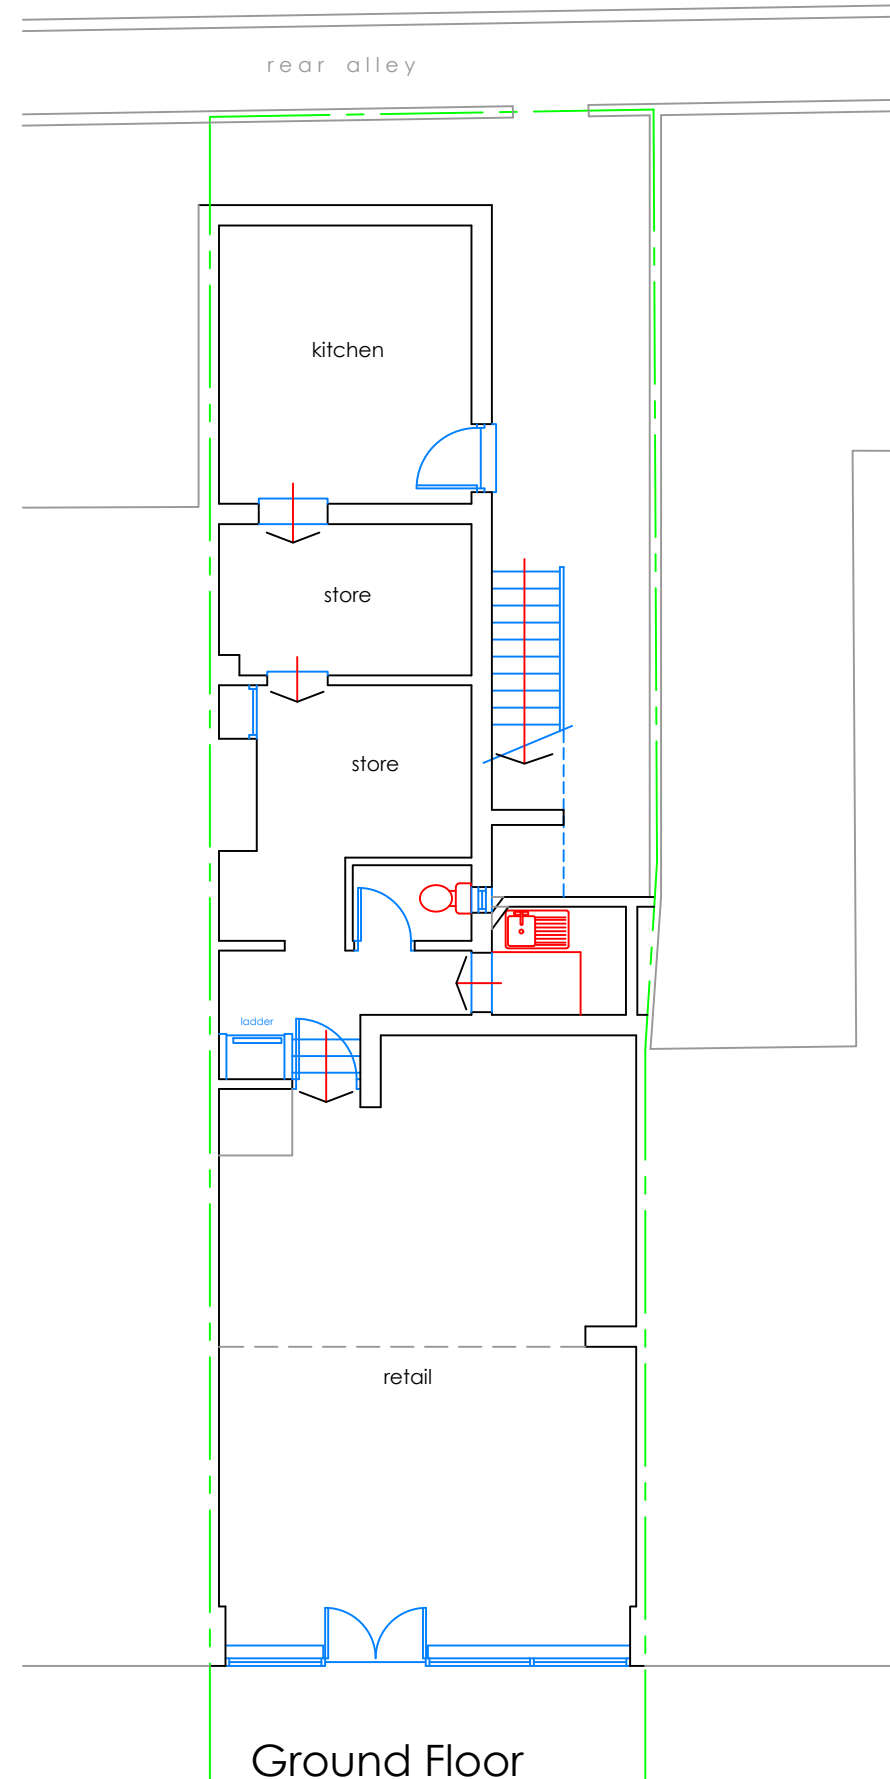 rear alley
kitchen
store
store
ladder
retail
Ground Floor